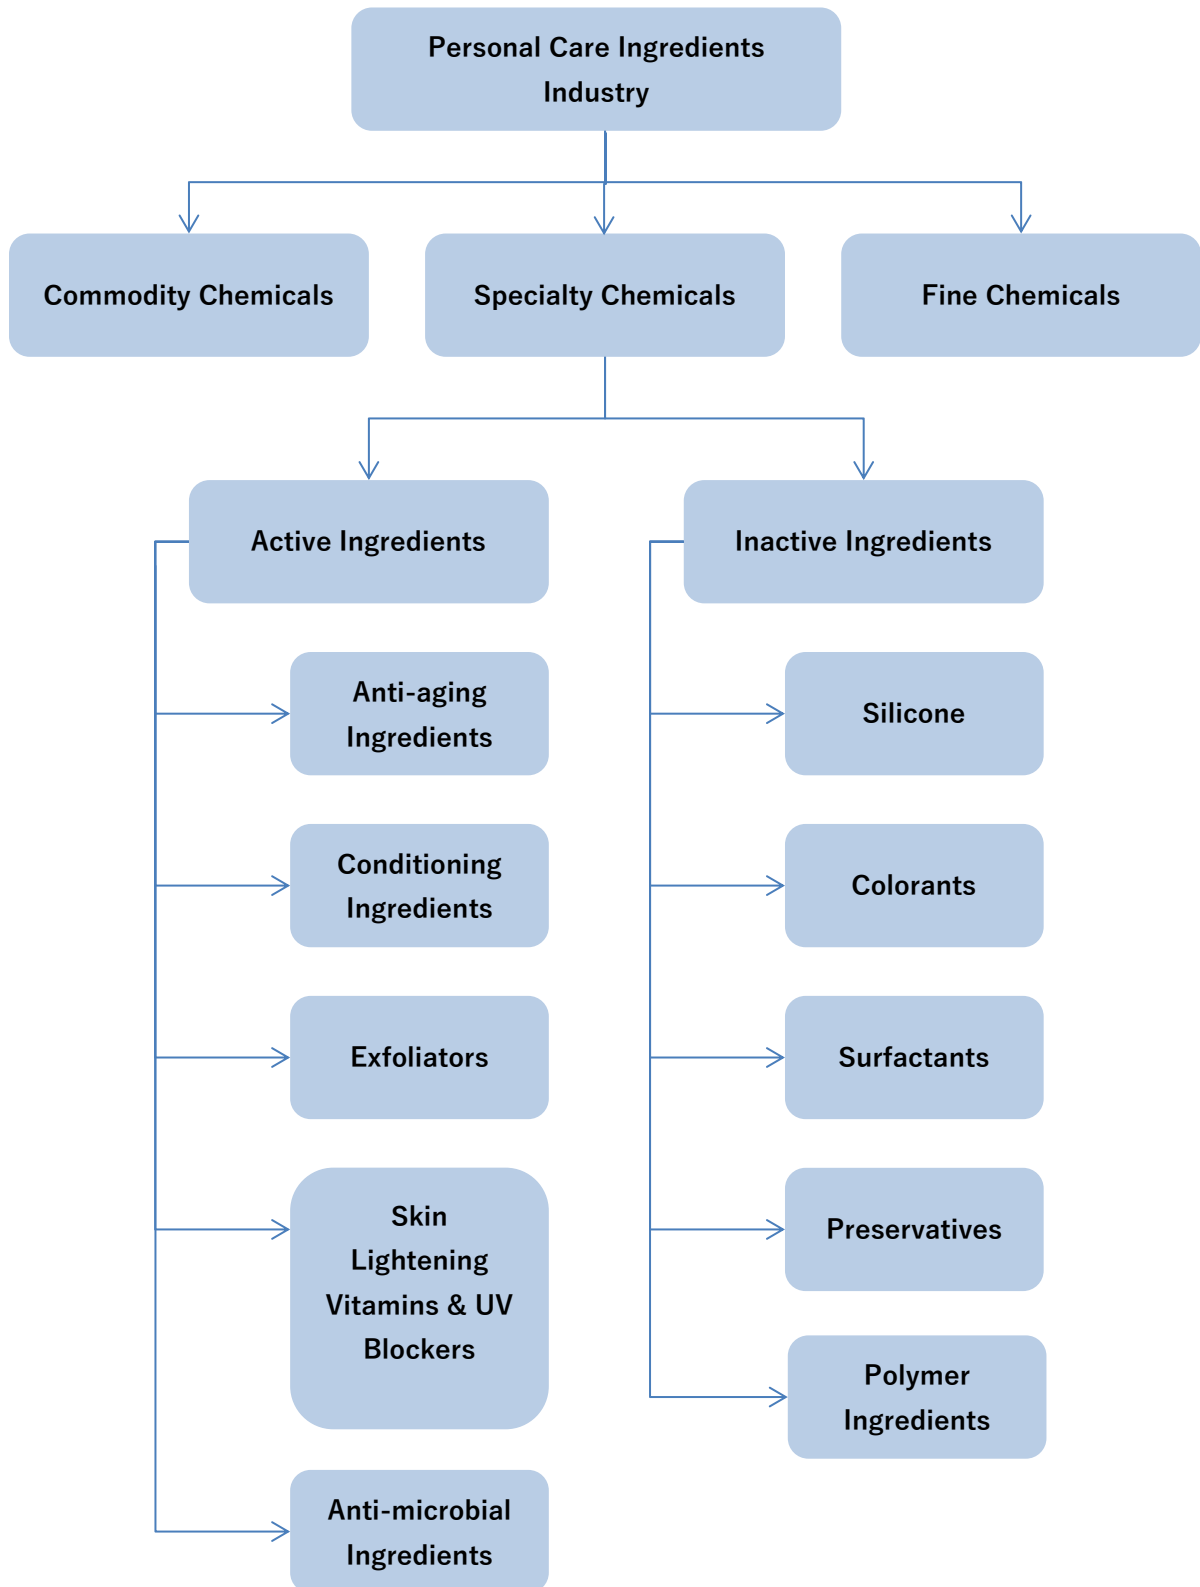 Personal Care Ingredients
Industry
Commodity Chemicals
Specialty Chemicals
Fine Chemicals
Active Ingredients
Inactive Ingredients
Anti-aging
Ingredients
Silicone
Conditioning
Ingredients
Colorants
Exfoliators
Surfactants
Skin
Lightening
Vitamins & UV
Blockers
Preservatives
Polymer
Ingredients
Anti-microbial
Ingredients